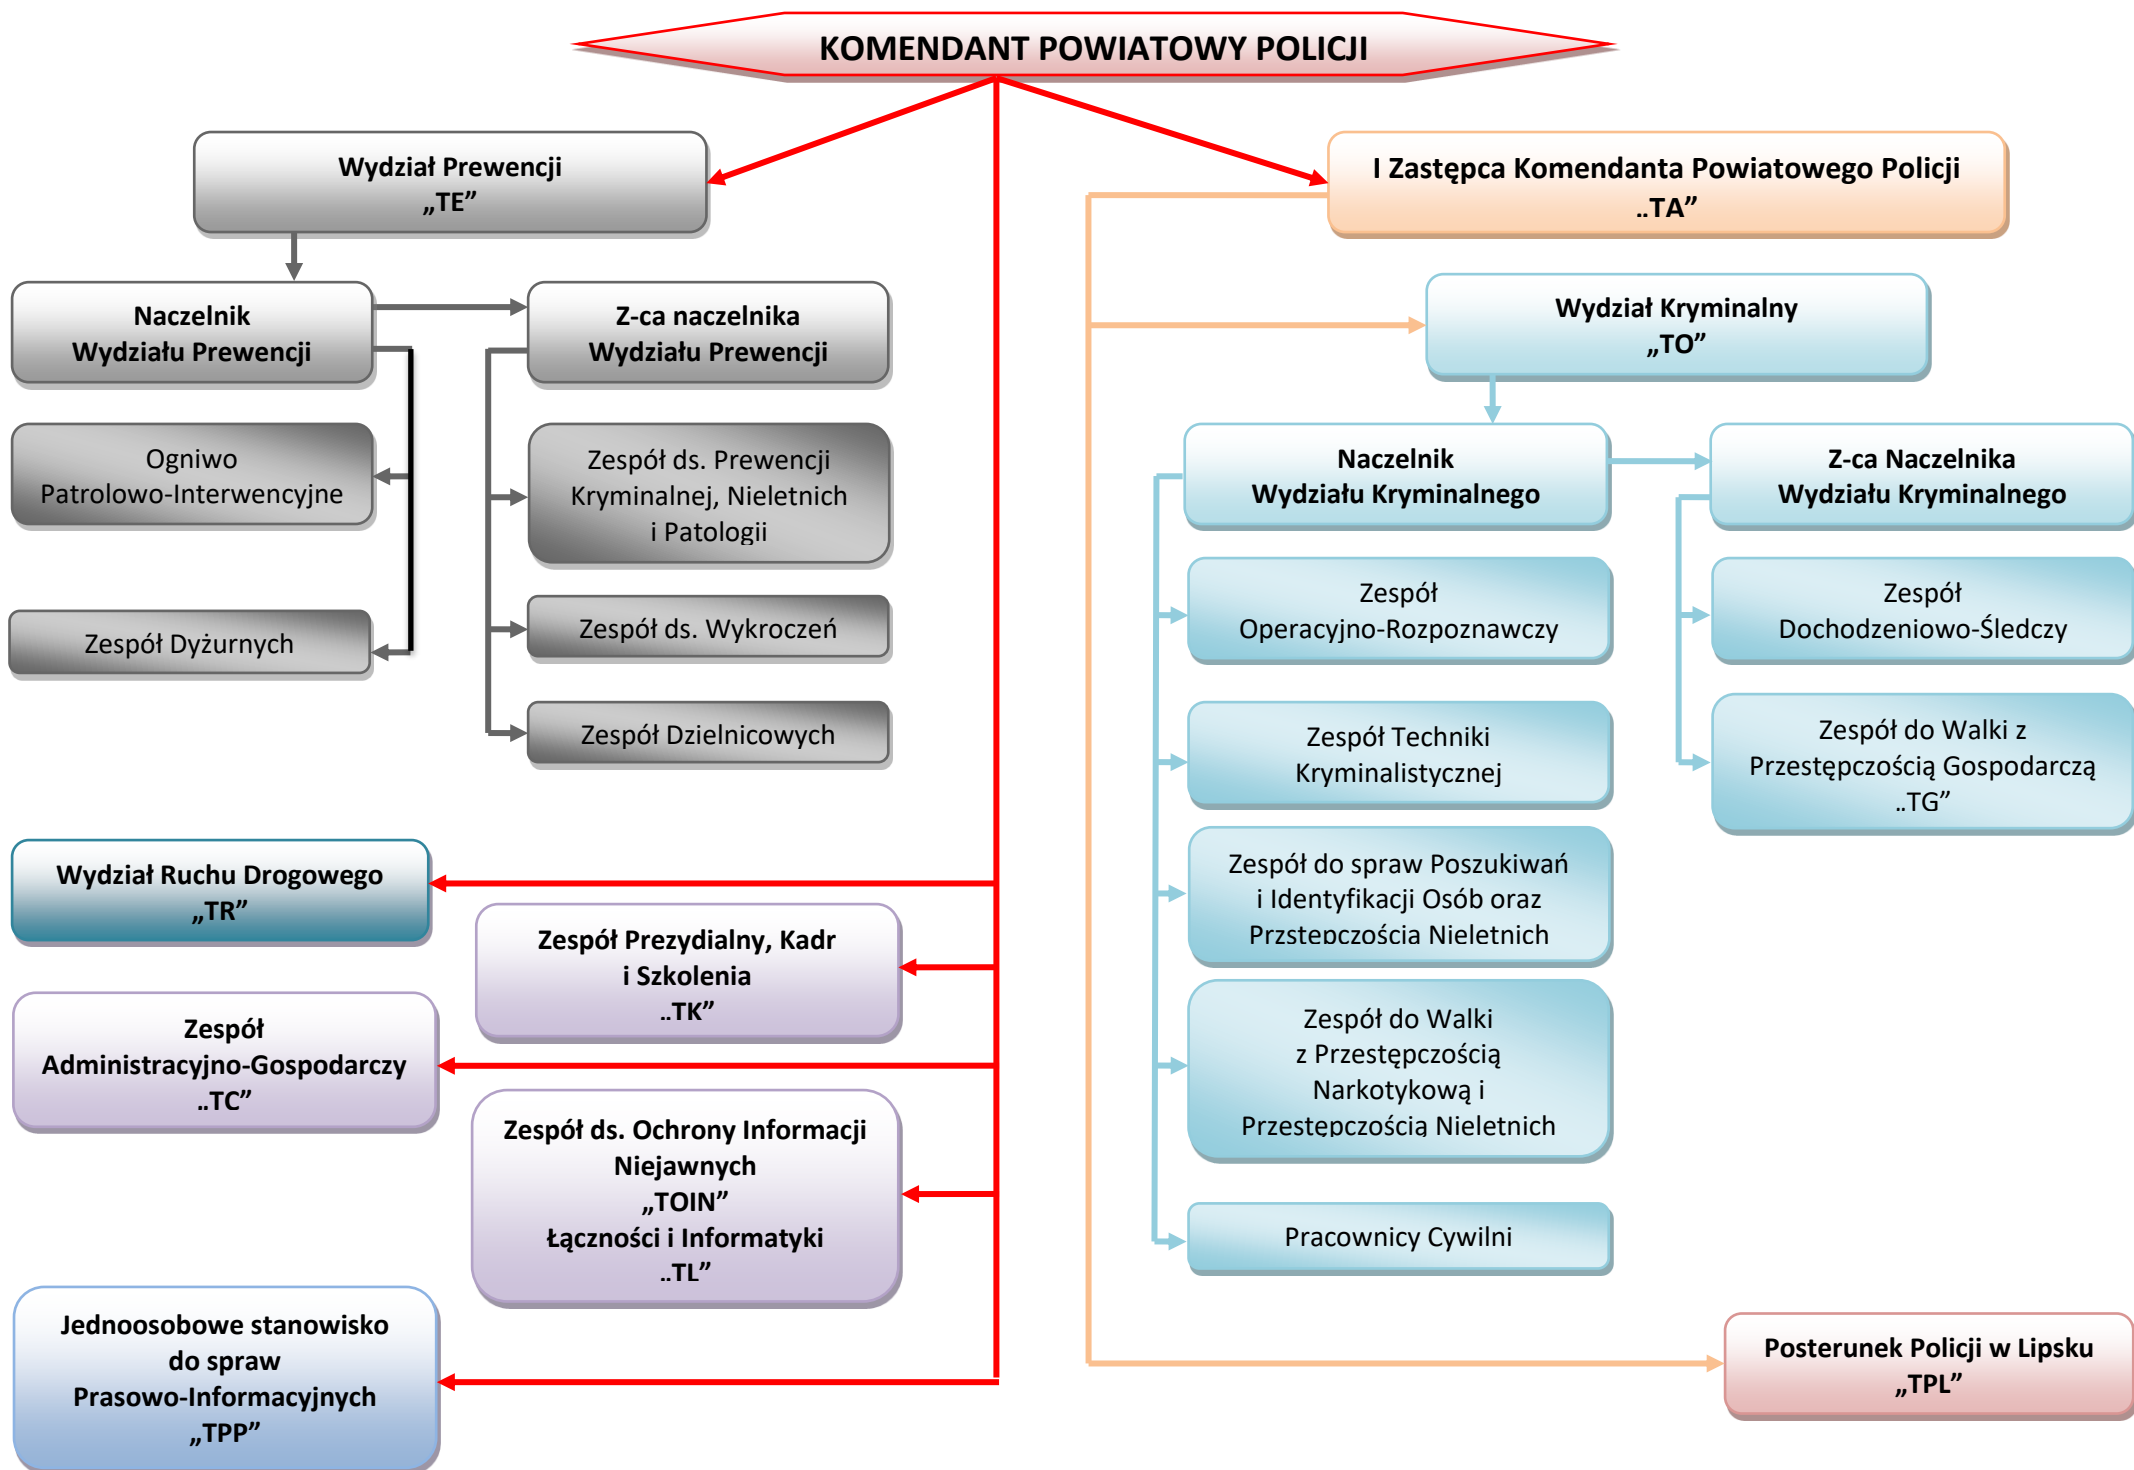 KOMENDANT POWIATOWY POLICJI
Wydział Prewencji
„TE”
I Zastępca Komendanta Powiatowego Policji
„TA”
Naczelnik
Wydziału Prewencji
Z-ca naczelnika
Wydziału Prewencji
Ogniwo
Patrolowo-Interwencyjne
Zespół Dyżurnych
Zespół ds. Prewencji
Kryminalnej, Nieletnich
i Patologii
Zespół ds. Wykroczeń
Zespół Dzielnicowych
Wydział Kryminalny
„TO”
Naczelnik
Wydziału Kryminalnego
Z-ca Naczelnika
Wydziału Kryminalnego
Zespół
Operacyjno-Rozpoznawczy
Zespół Techniki
Kryminalistycznej
Zespół do spraw Poszukiwań
i Identyfikacji Osób oraz
Przstępczością Nieletnich
Zespół do Walki
z Przestępczością
Narkotykową i
Przestępczością Nieletnich
Pracownicy Cywilni
Zespół
Dochodzeniowo-Śledczy
Zespół do Walki z
Przestępczością Gospodarczą
„TG”
Wydział Ruchu Drogowego
„TR”
Zespół Prezydialny, Kadr
i Szkolenia
„TK”
Zespół
Administracyjno-Gospodarczy
„TC”
Zespół ds. Ochrony Informacji
Niejawnych
„TOIN”
Łączności i Informatyki
„TL”
Jednoosobowe stanowisko
do spraw
Prasowo-Informacyjnych
„TPP”
Posterunek Policji w Lipsku
„TPL”